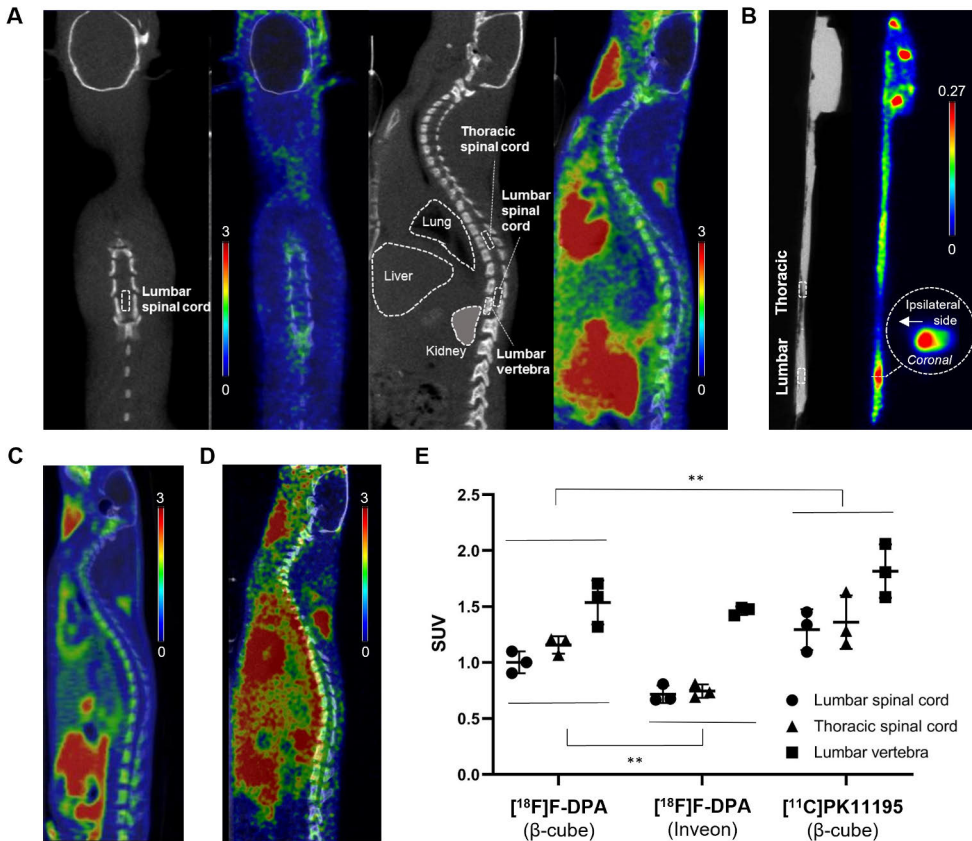 A
B
Lumbar
spinal cord
3
0
Thoracic
spinal cord
Lumbar
spinal
cord
Lung
Liver
Kidney
Lumbar
vertebra
3
0
Thoracic
Lumbar
0.27
0
Ipsilateral
side
Coronal
C
3
0
D
3
0
E
**
2.5
2.0
1.5
1.0
0.5
0.0
SUV
**
Lumbar spinal cord
Thoracic spinal cord
Lumbar vertebra
[¹⁸F]F-DPA
(β-cube)
[¹⁸F]F-DPA
(Inveon)
[¹¹C]PK11195
(β-cube)